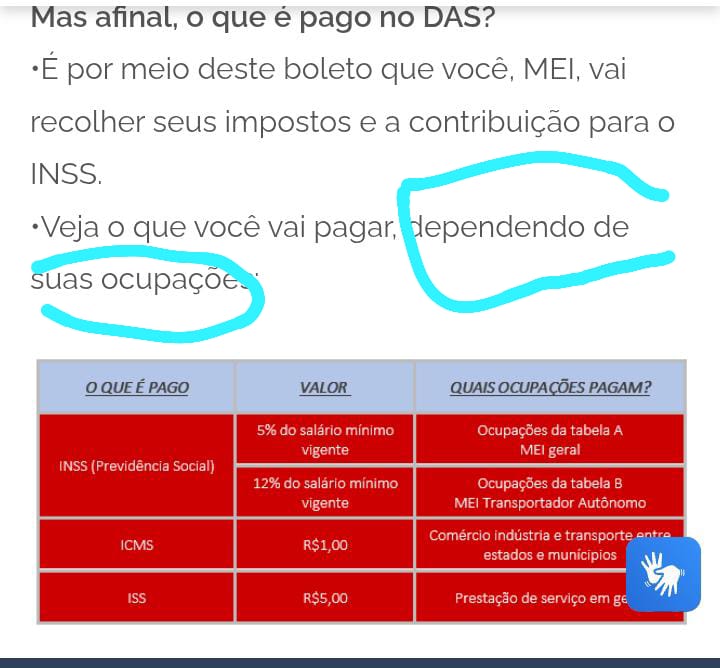 Mas afinal, o que é pago no DAS?
•É por meio deste boleto que você, MEI, vai
recolher seus impostos e a contribuição para o
INSS.
•Veja o que você vai pagar, dependendo de
suas ocupações:
O QUE É PAGO
VALOR
QUAIS OCUPAÇÕES PAGAM?
INSS (Previdência Social)
5% do salário mínimo
vigente
Ocupações da tabela A
MEI geral
12% do salário mínimo
vigente
Ocupações da tabela B
MEI Transportador Autônomo
ICMS
R$1,00
Comércio indústria e transporte entre
estados e munícipios
ISS
R$5,00
Prestação de serviço em